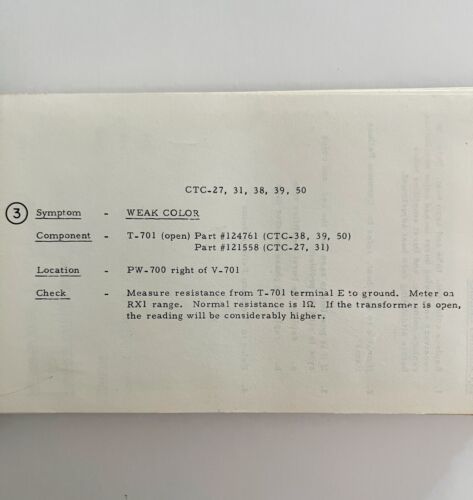 CTC-27, 31, 38, 39, 50
3 Symptom - WEAK COLOR
Component - T-701 (open) Part #124761 (CTC-38, 39, 50)
Part #121558 (CTC-27, 31)
Location - PW-700 right of V-701
Check - Measure resistance from T-701 terminal E to ground. Meter on
RX1 range. Normal resistance is 1Ω. If the transformer is open,
the reading will be considerably higher.